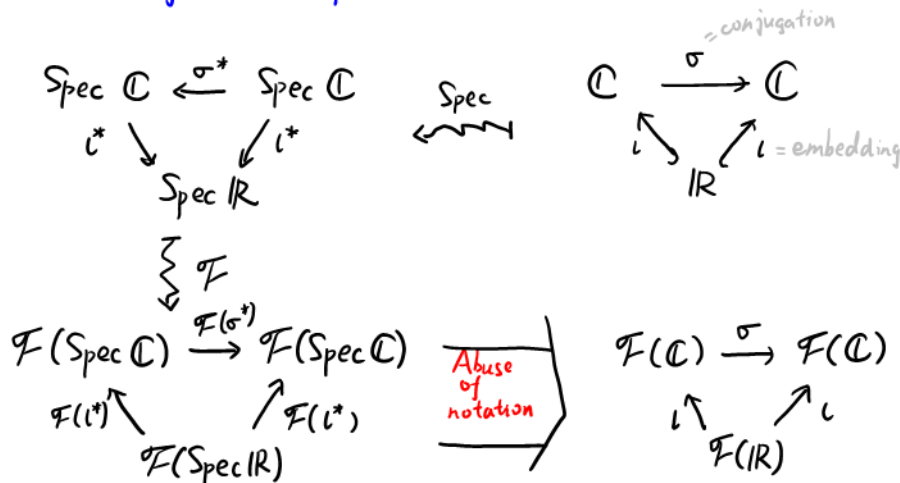 = conjugation
Spec ℂ ← σ* Spec ℂ
Spec
ℂ σ → ℂ
ι* ι*
ι ι = embedding
Spec ℝ
ℝ
ℱ
ℱ(Spec ℂ) ℱ(σ*) → ℱ(Spec ℂ)
Abuse
of
notation
ℱ(ℂ) σ → ℱ(ℂ)
ℱ(ι*) ℱ(ι*)
ι ι
ℱ(Spec ℝ)
ℱ(ℝ)